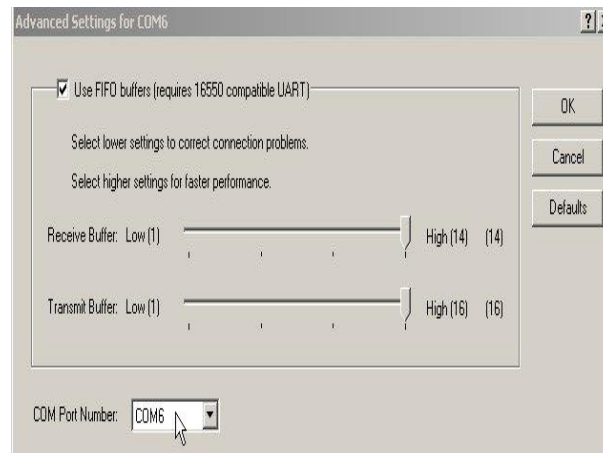 Advanced Settings for COM6
Use FIFO buffers (requires 16550 compatible UART)
OK
Select lower settings to correct connection problems.
Cancel
Select higher settings for faster performance.
Defaults
Receive Buffer: Low (1) High (14) (14)
Transmit Buffer: Low (1) High (16) (16)
COM Port Number: COM6